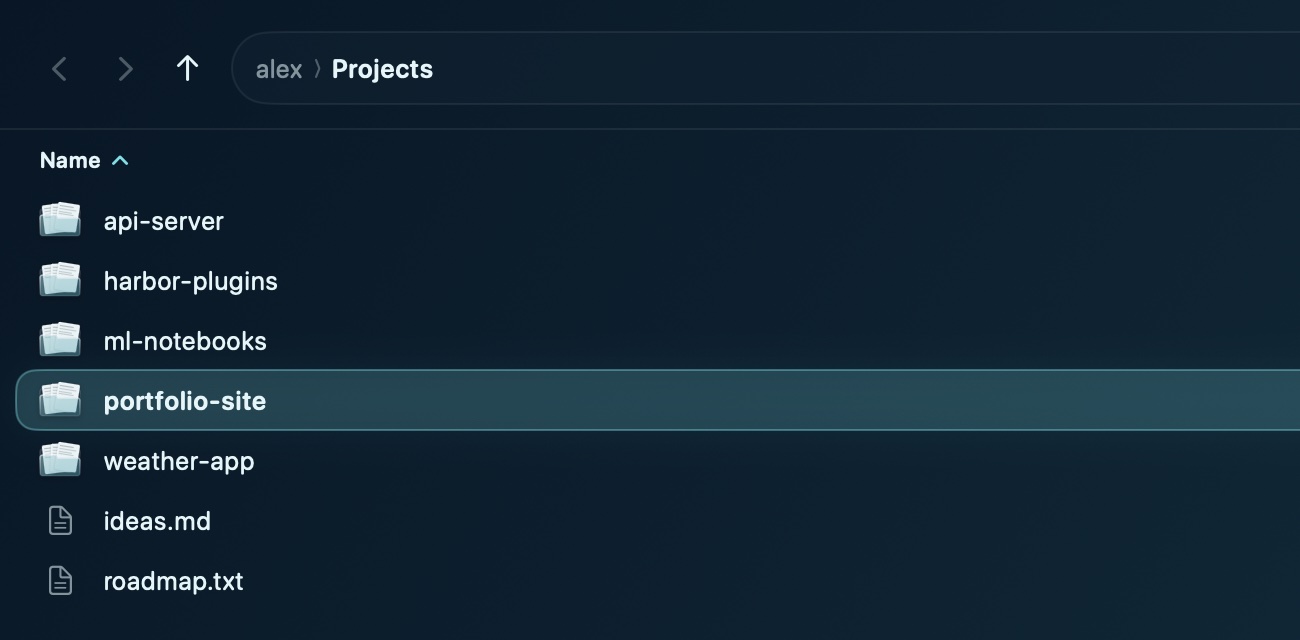 alex 〉 Projects
Name
api-server
harbor-plugins
ml-notebooks
portfolio-site
weather-app
ideas.md
roadmap.txt